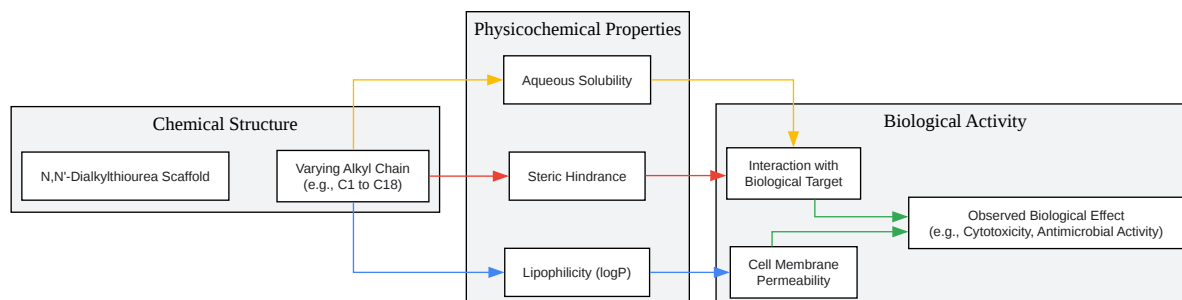 Physicochemical Properties
Aqueous Solubility
Chemical Structure
Biological Activity
N,N'-Dialkylthiourea Scaffold
Varying Alkyl Chain
(e.g., C1 to C18)
Steric Hindrance
Interaction with
Biological Target
Observed Biological Effect
(e.g., Cytotoxicity, Antimicrobial Activity)
Lipophilicity (logP)
Cell Membrane
Permeability